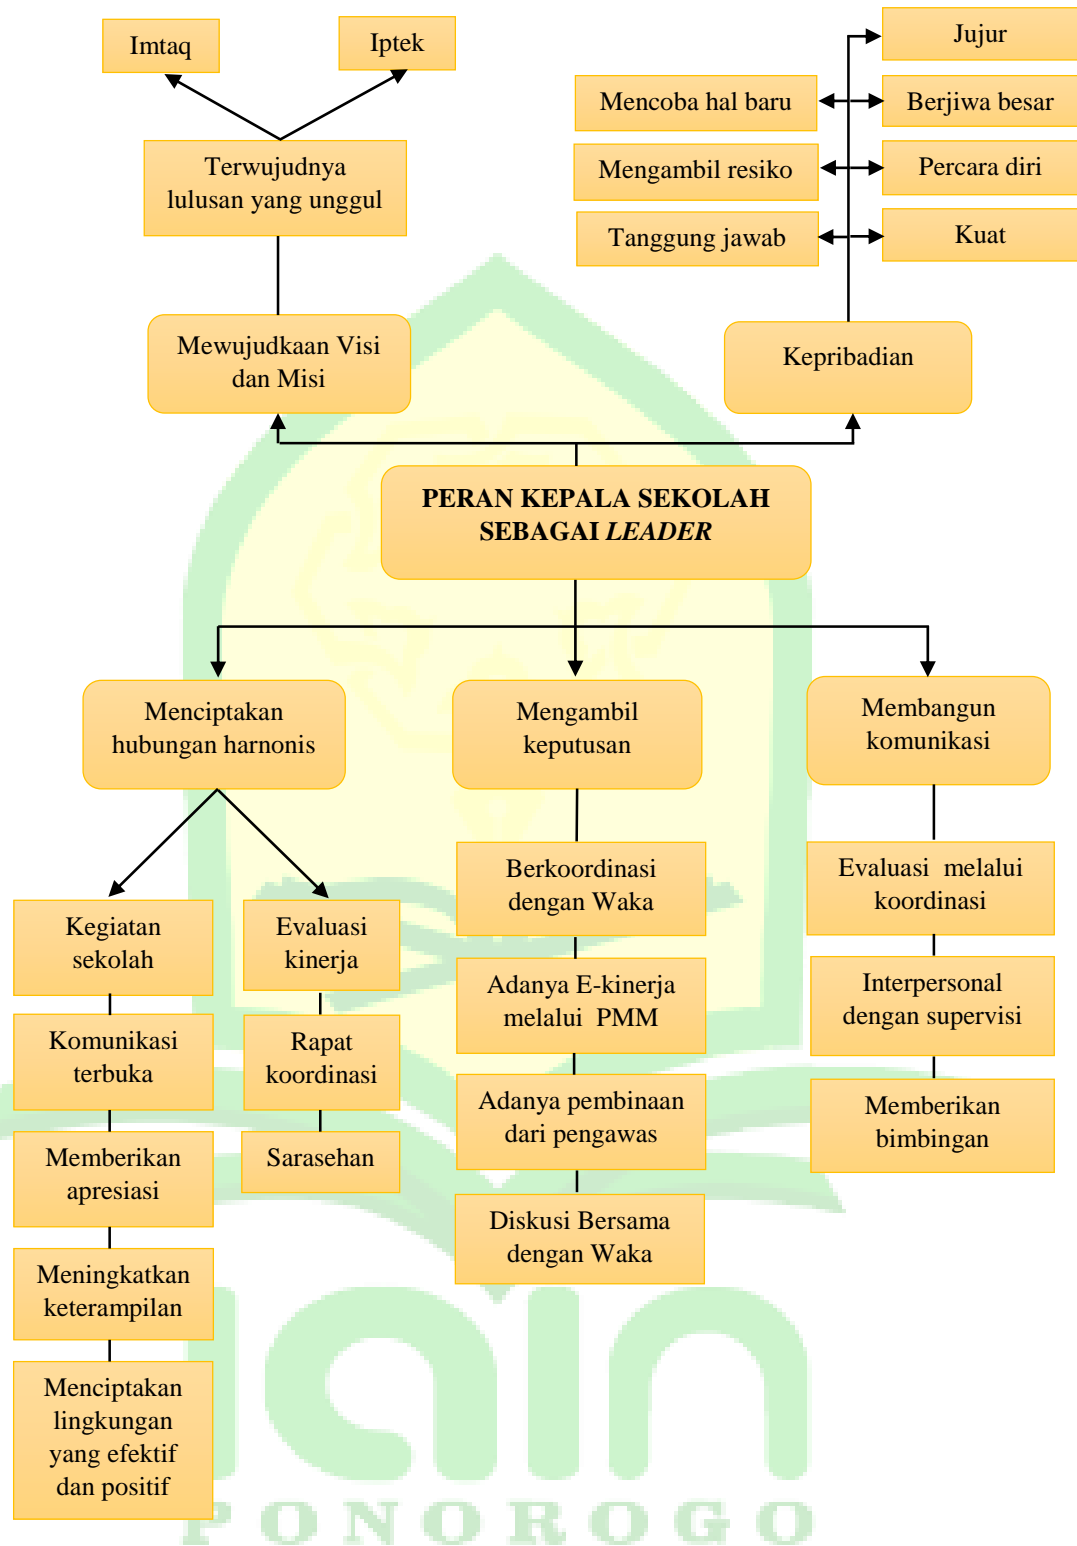 Imtaq
Iptek
Terwujudnya
lulusan yang unggul
Mewujudkaan Visi
dan Misi
Jujur
Mencoba hal baru
Berjiwa besar
Mengambil resiko
Percara diri
Tanggung jawab
Kuat
Kepribadian
PERAN KEPALA SEKOLAH
SEBAGAI LEADER
Menciptakan
hubungan harnonis
Mengambil
keputusan
Membangun
komunikasi
Kegiatan
sekolah
Komunikasi
terbuka
Memberikan
apresiasi
Meningkatkan
keterampilan
Menciptakan
lingkungan
yang efektif
dan positif
Evaluasi
kinerja
Rapat
koordinasi
Sarasehan
Berkoordinasi
dengan Waka
Adanya E-kinerja
melalui PMM
Adanya pembinaan
dari pengawas
Diskusi Bersama
dengan Waka
Evaluasi melalui
koordinasi
Interpersonal
dengan supervisi
Memberikan
bimbingan
iain
PONOROGO